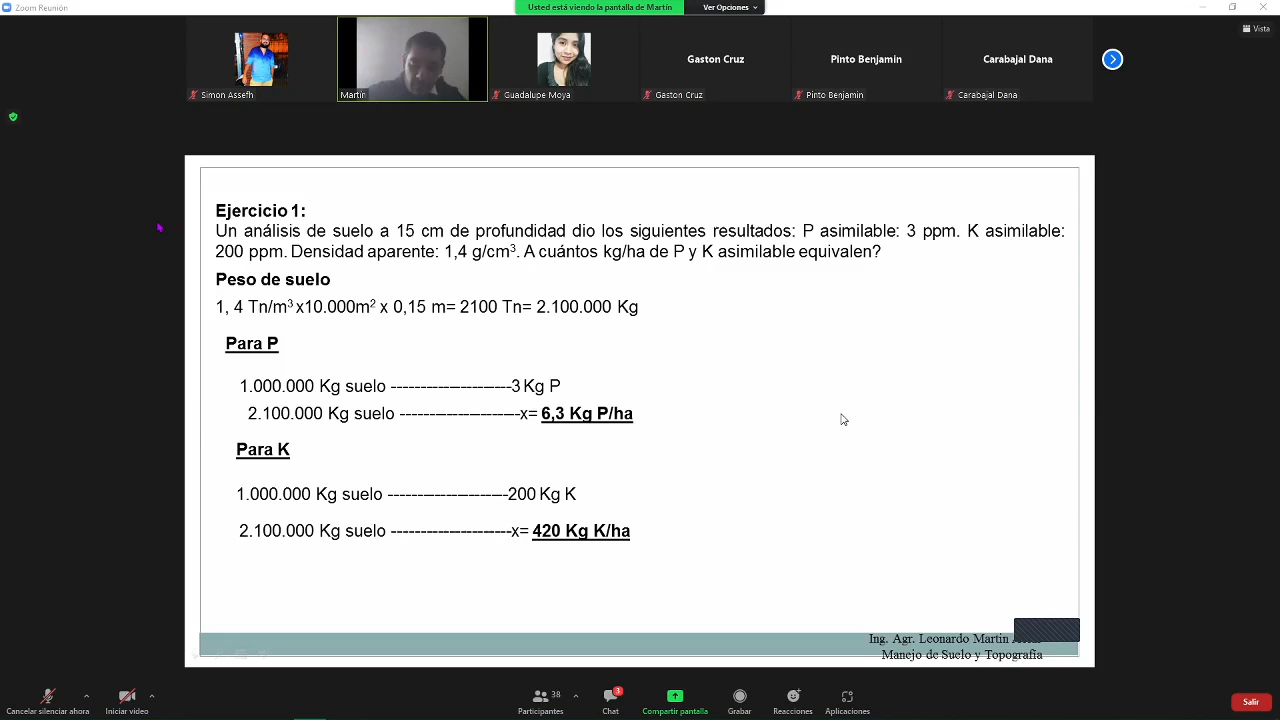 Zoom Reunión
Usted está viendo la pantalla de Martín
Ver Opciones
Vista
Gaston Cruz
Pinto Benjamin
Carabajal Dana
Simon Assefh
Martín
Guadalupe Moya
Gaston Cruz
Pinto Benjamin
Carabajal Dana
Ejercicio 1:
Un análisis de suelo a 15 cm de profundidad dio los siguientes resultados: P asimilable: 3 ppm. K asimilable:
200 ppm. Densidad aparente: 1,4 g/cm³. A cuántos kg/ha de P y K asimilable equivalen?
Peso de suelo
1, 4 Tn/m³ x10.000m² x 0,15 m= 2100 Tn= 2.100.000 Kg
Para P
1.000.000 Kg suelo ----------------------3 Kg P
2.100.000 Kg suelo ----------------------x= 6,3 Kg P/ha
Para K
1.000.000 Kg suelo ----------------------200 Kg K
2.100.000 Kg suelo ----------------------x= 420 Kg K/ha
Ing. Agr. Leonardo Martin
Manejo de Suelo y Topografía
Cancelar silenciar ahora
Iniciar video
38
Participantes
3
Chat
Compartir pantalla
Grabar
Reacciones
Aplicaciones
Salir